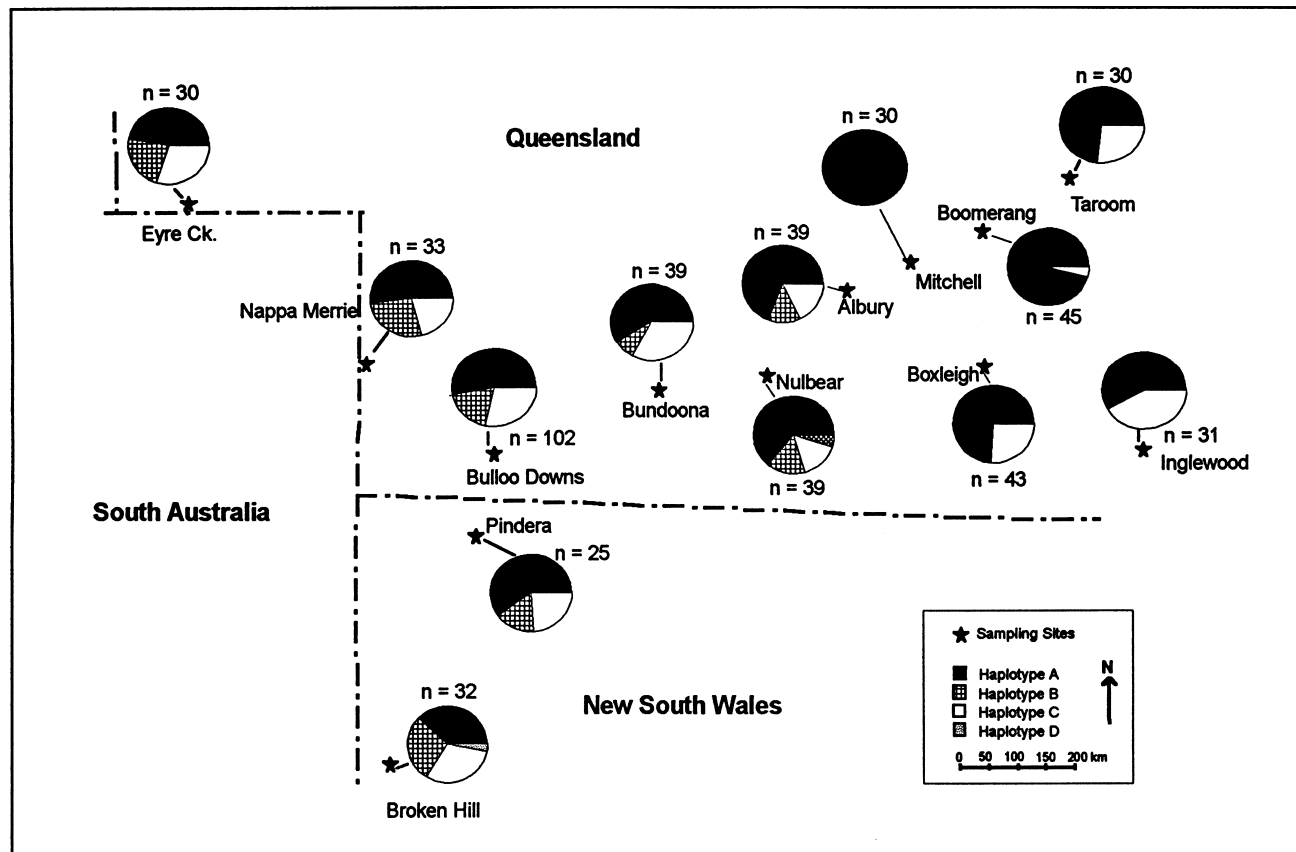 n = 30
Eyre Ck.
Queensland
n = 30
Mitchell
n = 30
Taroom
Boomerang
n = 45
n = 33
Nappa Merrie
n = 39
Bundoona
n = 39
Albury
n = 102
Bulloo Downs
Nulbear
n = 39
Boxleigh
n = 43
n = 31
Inglewood
South Australia
Pindera
n = 25
n = 32
Broken Hill
New South Wales
Sampling Sites
Haplotype A
Haplotype B
Haplotype C
Haplotype D
N
0 50 100 150 200 km